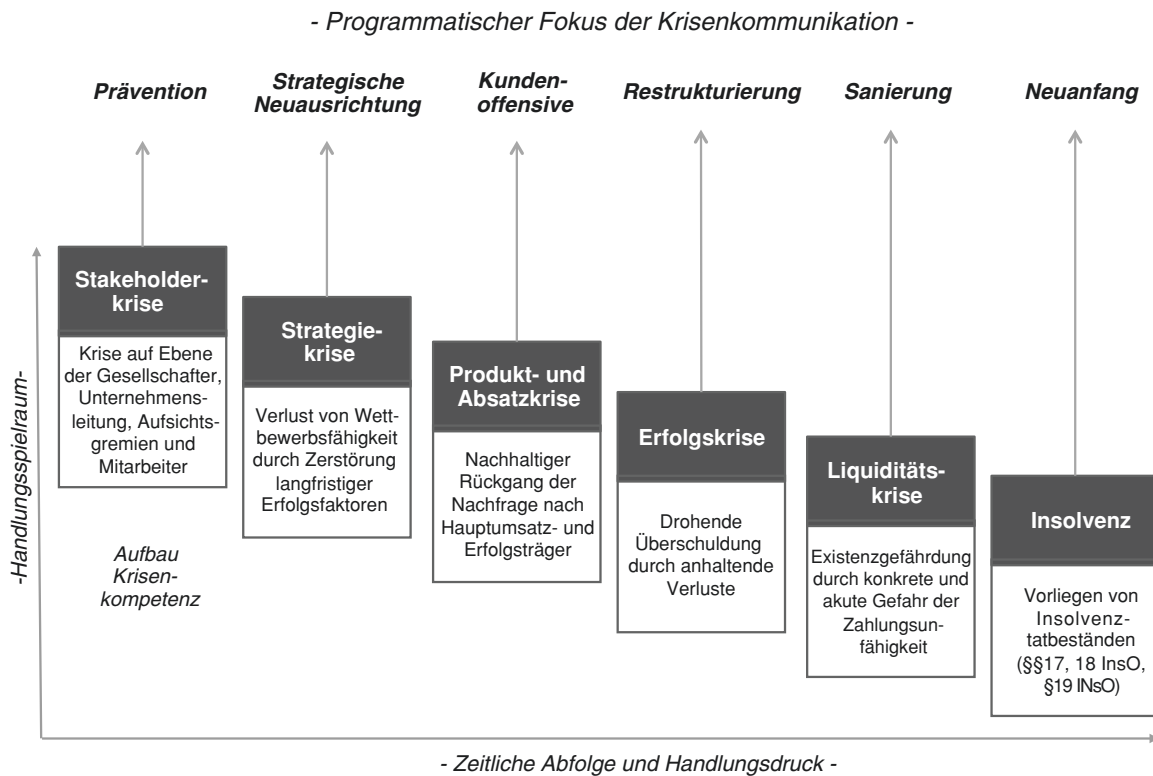 - Programmatischer Fokus der Krisenkommunikation -
Prävention
Strategische
Neuausrichtung
Kunden-
offensive
Restrukturierung
Sanierung
Neuanfang
-Handlungsspielraum-
Stakeholder-
krise
Krise auf Ebene
der Gesellschafter,
Unternehmens-
leitung, Aufsichts-
gremien und
Mitarbeiter
Aufbau
Krisen-
kompetenz
Strategie-
krise
Verlust von Wett-
bewerbsfähigkeit
durch Zerstörung
langfristiger
Erfolgsfaktoren
Produkt- und
Absatzkrise
Nachhaltiger
Rückgang der
Nachfrage nach
Hauptumsatz- und
Erfolgsträger
Erfolgskrise
Drohende
Überschuldung
durch anhaltende
Verluste
Liquiditäts-
krise
Existenzgefährdung
durch konkrete und
akute Gefahr der
Zahlungsun-
fähigkeit
Insolvenz
Vorliegen von
Insolvenz-
tatbeständen
(§§17, 18 InsO,
§19 INsO)
- Zeitliche Abfolge und Handlungsdruck -